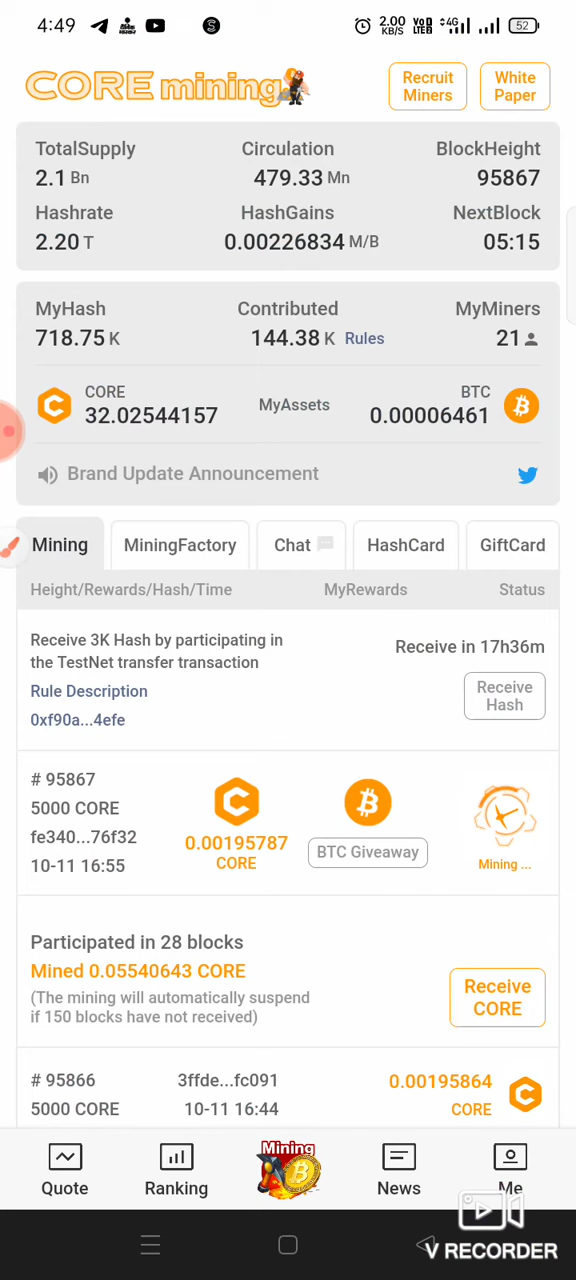 4:49 2.00 KB/S Vo LTE 4G 52
CORE mining
Recruit Miners
White Paper
TotalSupply Circulation BlockHeight
2.1 Bn 479.33 Mn 95867
Hashrate HashGains NextBlock
2.20 T 0.00226834 M/B 05:15
MyHash Contributed MyMiners
718.75 K 144.38 K Rules 21
CORE MyAssets BTC
32.02544157 0.00006461
Brand Update Announcement
Mining MiningFactory Chat HashCard GiftCard
Height/Rewards/Hash/Time MyRewards Status
Receive 3K Hash by participating in
the TestNet transfer transaction
Receive in 17h36m
Rule Description
0xf90a...4efe
Receive
Hash
# 95867
5000 CORE
fe340...76f32
10-11 16:55
0.00195787
CORE
BTC Giveaway
Mining ...
Participated in 28 blocks
Mined 0.05540643 CORE
(The mining will automatically suspend
if 150 blocks have not received)
Receive
CORE
# 95866 3ffde...fc091 0.00195864
5000 CORE 10-11 16:44 CORE
Mining
Quote Ranking News Me
V RECORDER